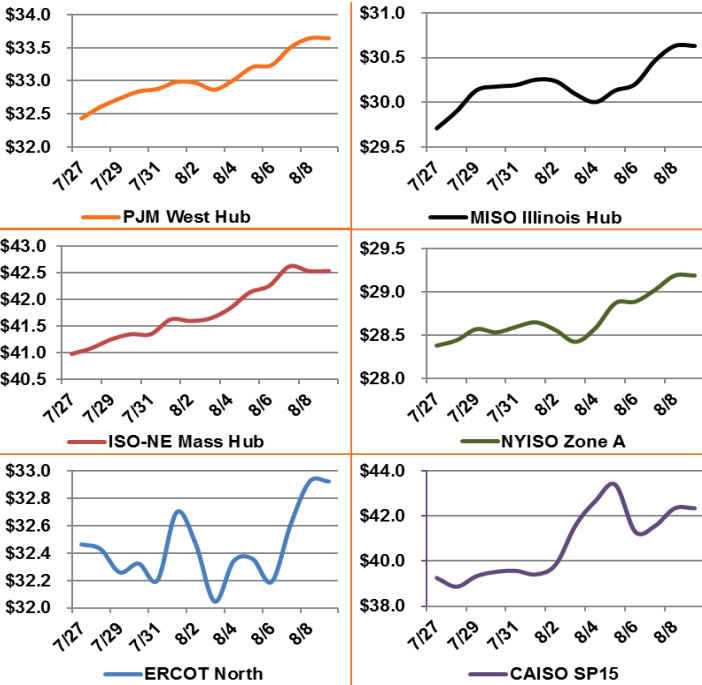 $34.0
$33.5
$33.0
$32.5
$32.0
7/27 7/29 7/31 8/2 8/4 8/6 8/8
PJM West Hub
$31.0
$30.5
$30.0
$29.5
7/27 7/29 7/31 8/2 8/4 8/6 8/8
MISO Illinois Hub
$43.0
$42.5
$42.0
$41.5
$41.0
$40.5
7/27 7/29 7/31 8/2 8/4 8/6 8/8
ISO-NE Mass Hub
$29.5
$29.0
$28.5
$28.0
7/27 7/29 7/31 8/2 8/4 8/6 8/8
NYISO Zone A
$33.0
$32.8
$32.6
$32.4
$32.2
$32.0
7/27 7/29 7/31 8/2 8/4 8/6 8/8
ERCOT North
$44.0
$42.0
$40.0
$38.0
7/27 7/29 7/31 8/2 8/4 8/6 8/8
CAISO SP15